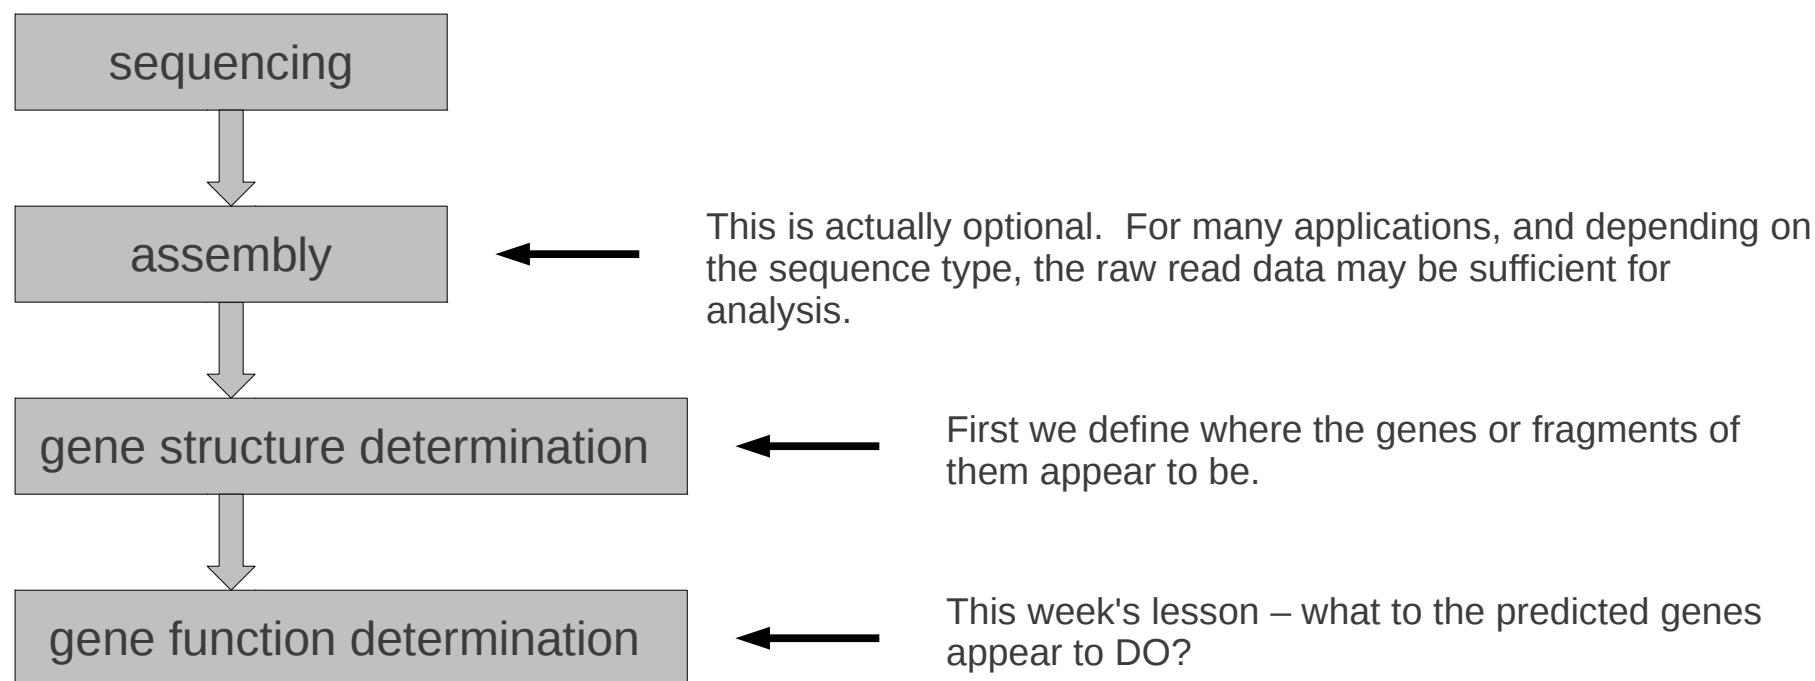 sequencing
assembly
This is actually optional.  For many applications, and depending on
the sequence type, the raw read data may be sufficient for
analysis.
gene structure determination
First we define where the genes or fragments of
them appear to be.
gene function determination
This week's lesson – what to the predicted genes
appear to DO?